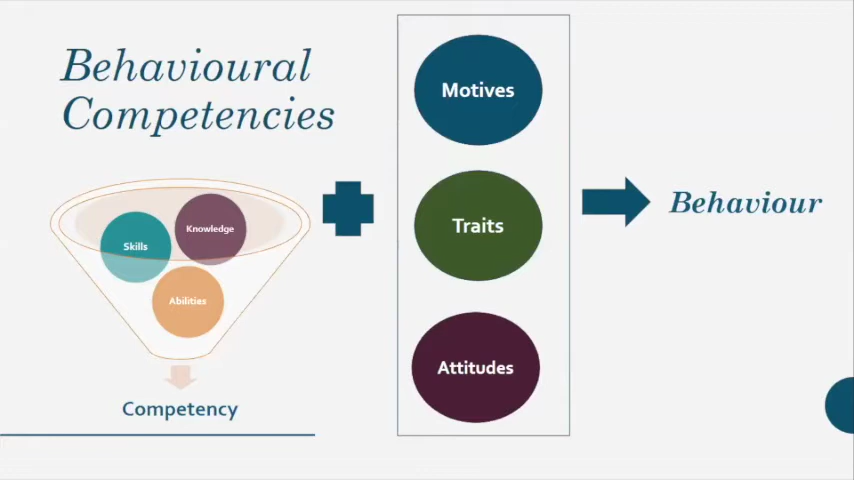 Behavioural
Competencies
Skills
Knowledge
Abilities
Competency
Motives
Traits
Attitudes
Behaviour